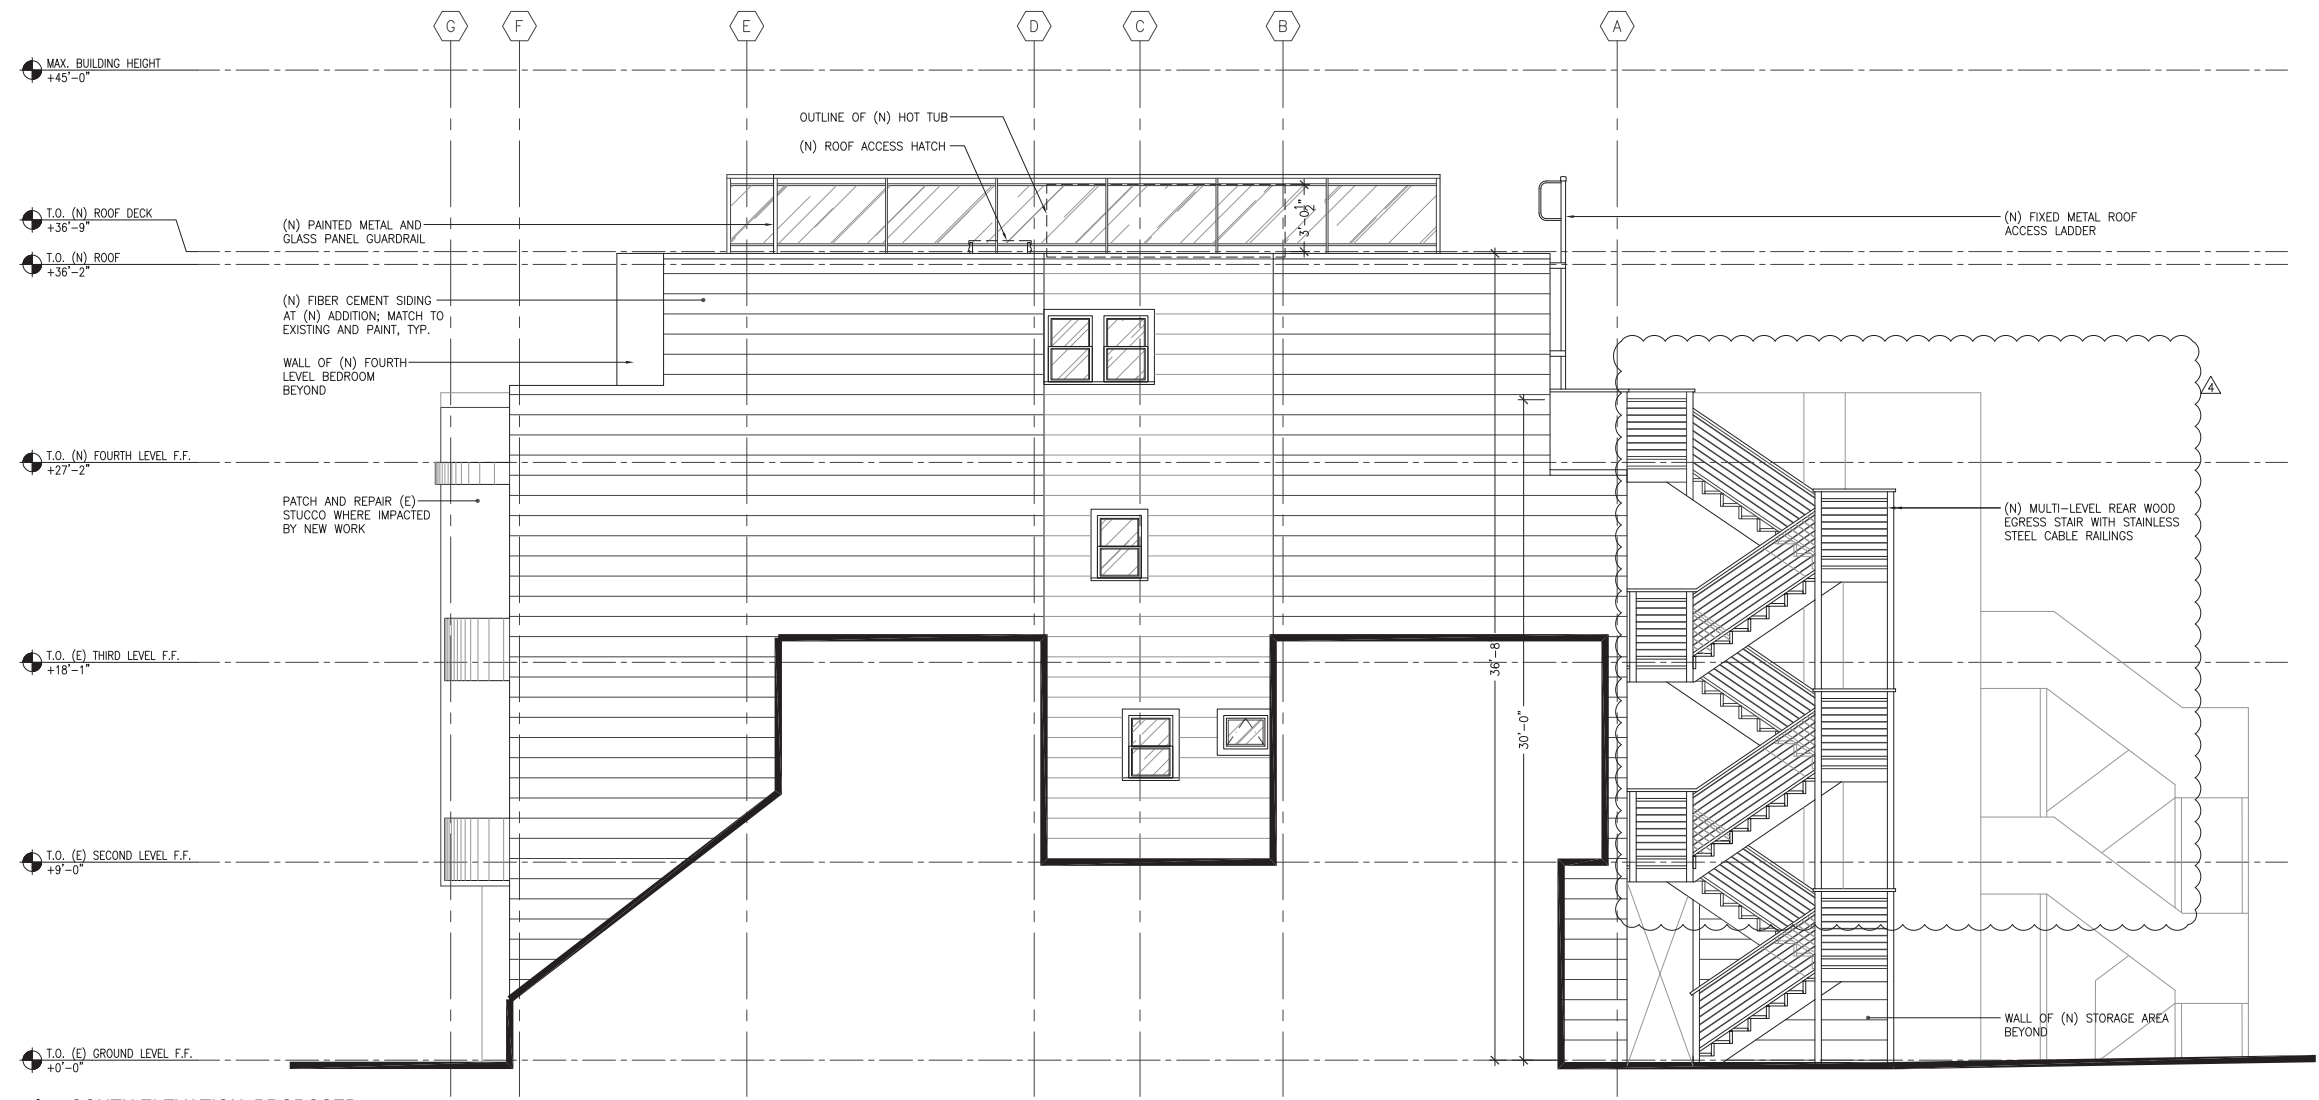 G
F
E
D
C
B
A
MAX. BUILDING HEIGHT
+45'-0"
OUTLINE OF (N) HOT TUB
(N) ROOF ACCESS HATCH
T.O. (N) ROOF DECK
+36'-9"
(N) PAINTED METAL AND
GLASS PANEL GUARDRAIL
3'-0½"
(N) FIXED METAL ROOF
ACCESS LADDER
T.O. (N) ROOF
+36'-2"
(N) FIBER CEMENT SIDING
AT (N) ADDITION; MATCH TO
EXISTING AND PAINT, TYP.
WALL OF (N) FOURTH
LEVEL BEDROOM
BEYOND
4
T.O. (N) FOURTH LEVEL F.F.
+27'-2"
PATCH AND REPAIR (E)
STUCCO WHERE IMPACTED
BY NEW WORK
(N) MULTI-LEVEL REAR WOOD
EGRESS STAIR WITH STAINLESS
STEEL CABLE RAILINGS
T.O. (E) THIRD LEVEL F.F.
+18'-1"
36'-8
30'-0"
T.O. (E) SECOND LEVEL F.F.
+9'-0"
WALL OF (N) STORAGE AREA
BEYOND
T.O. (E) GROUND LEVEL F.F.
+0'-0"